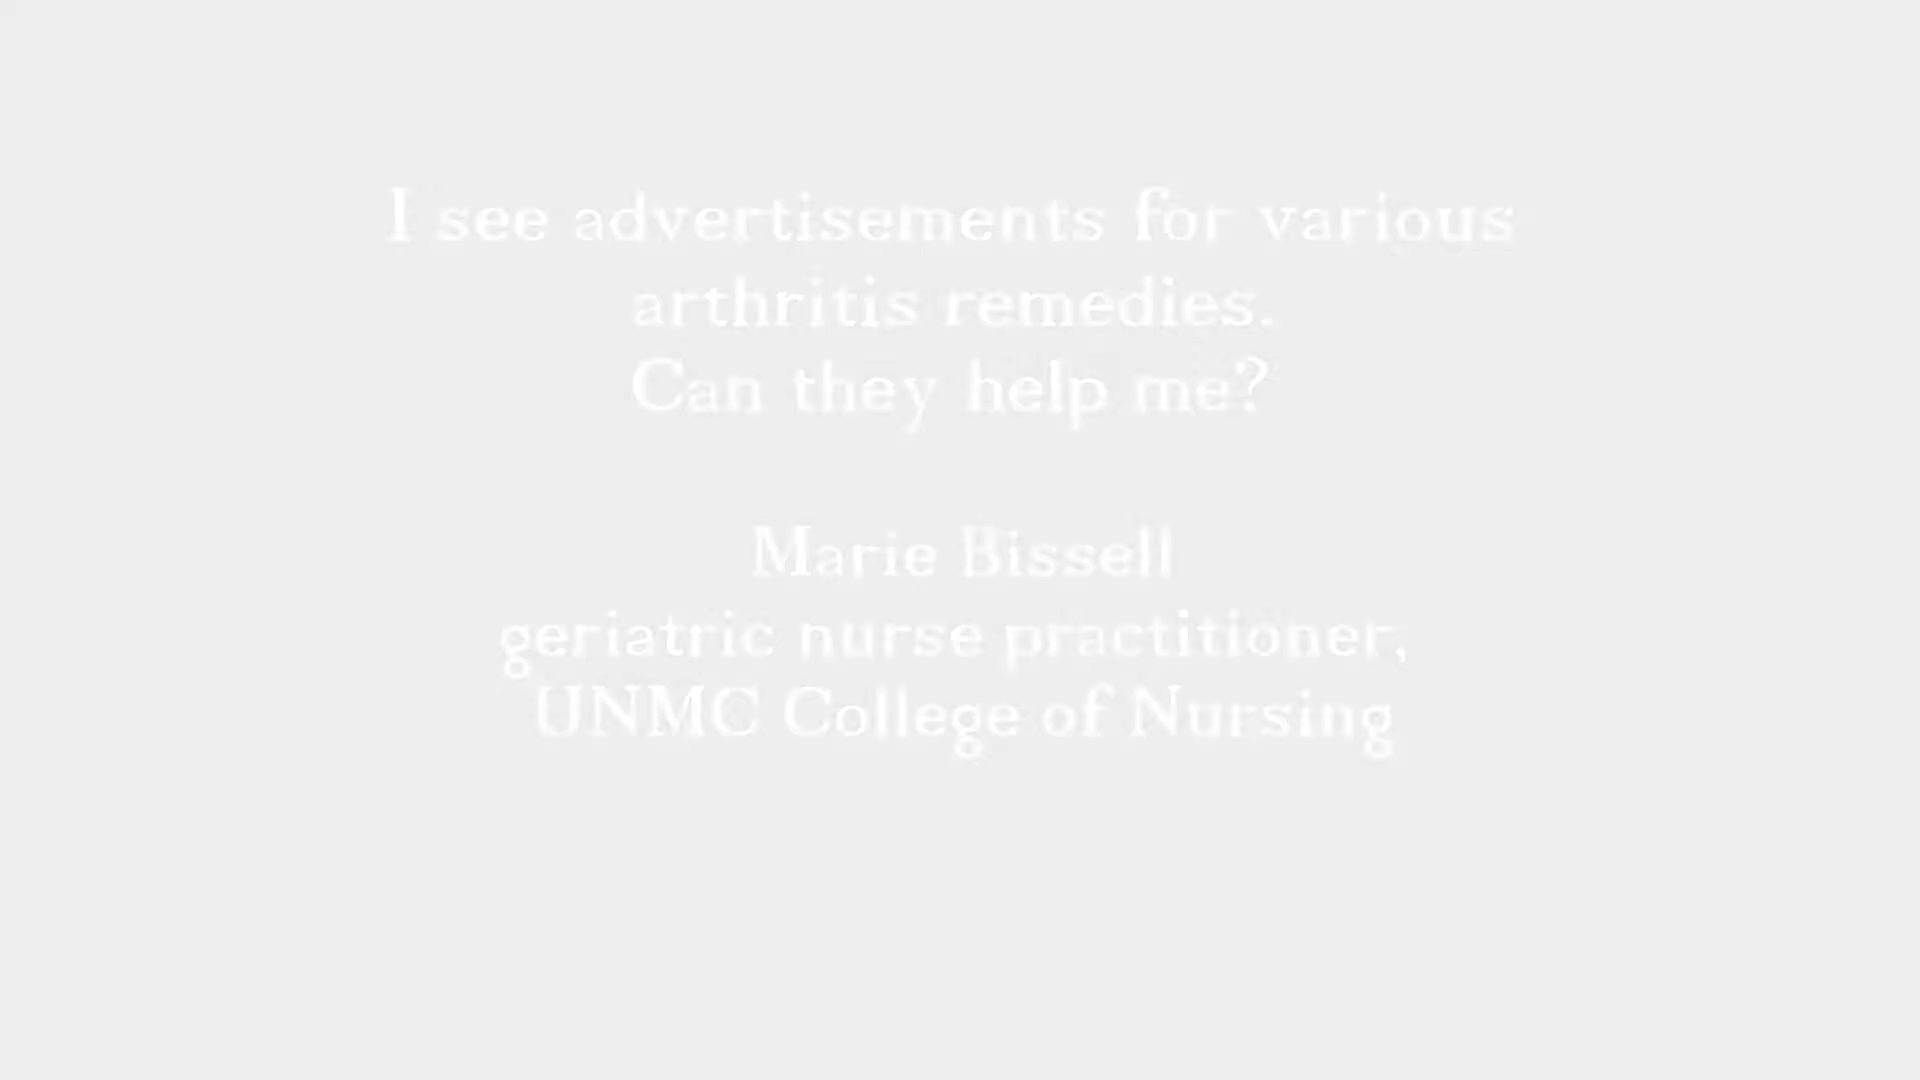 I see advertisements for various
arthritis remedies.
Can they help me?
Marie Bissell
geriatric nurse practitioner,
UNMC College of Nursing